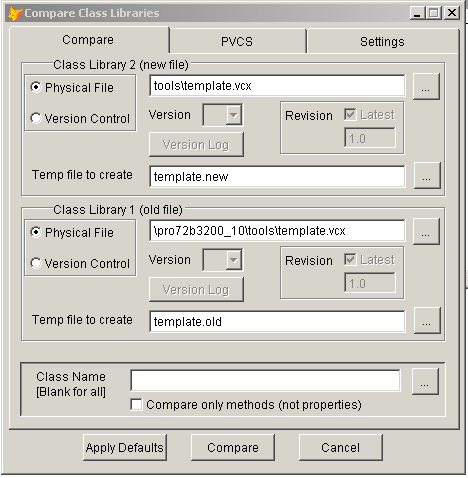 Compare Class Libraries
Compare PVCS Settings
Class Library 2 (new file)
Physical File tools\template.vcx ...
Version Control Version Revision Latest
Version Log 1.0
Temp file to create template.new ...
Class Library 1 (old file)
Physical File \pro72b3200_10\tools\template.vcx ...
Version Control Version Revision Latest
Version Log 1.0
Temp file to create template.old ...
Class Name ...
[Blank for all]
Compare only methods (not properties)
Apply Defaults Compare Cancel